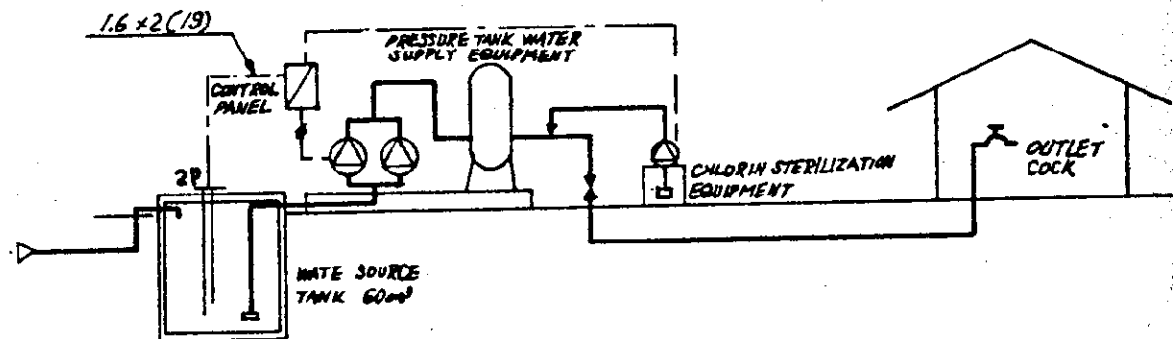 1.6 x2 (19)
PRESSURE TANK WATER
SUPPLY EQUIPMENT
CONTROL
PANEL
2P
CHLORIN STERILIZATION
EQUIPMENT
OUTLET
COCK
WATE SOURCE
TANK 60m³